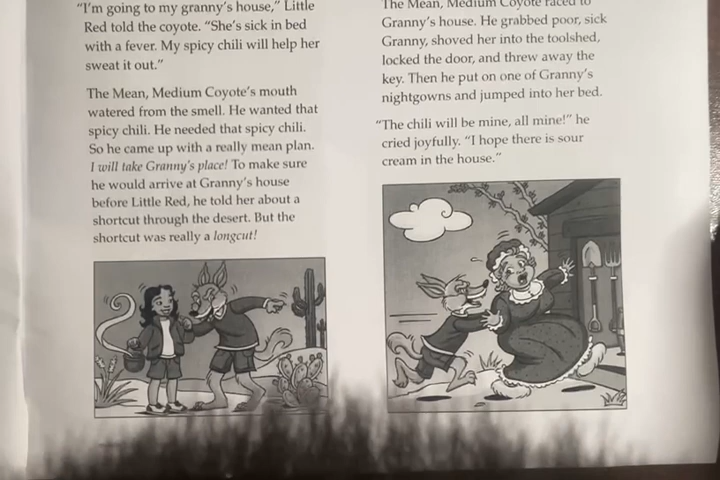 "I'm going to my granny's house," Little
Red told the coyote. "She's sick in bed
with a fever. My spicy chili will help her
sweat it out."
The Mean, Medium Coyote's mouth
watered from the smell. He wanted that
spicy chili. He needed that spicy chili.
So he came up with a really mean plan.
I will take Granny's place! To make sure
he would arrive at Granny's house
before Little Red, he told her about a
shortcut through the desert. But the
shortcut was really a longcut!
The Mean, Medium Coyote raced to
Granny's house. He grabbed poor, sick
Granny, shoved her into the toolshed,
locked the door, and threw away the
key. Then he put on one of Granny's
nightgowns and jumped into her bed.
"The chili will be mine, all mine!" he
cried joyfully. "I hope there is sour
cream in the house."